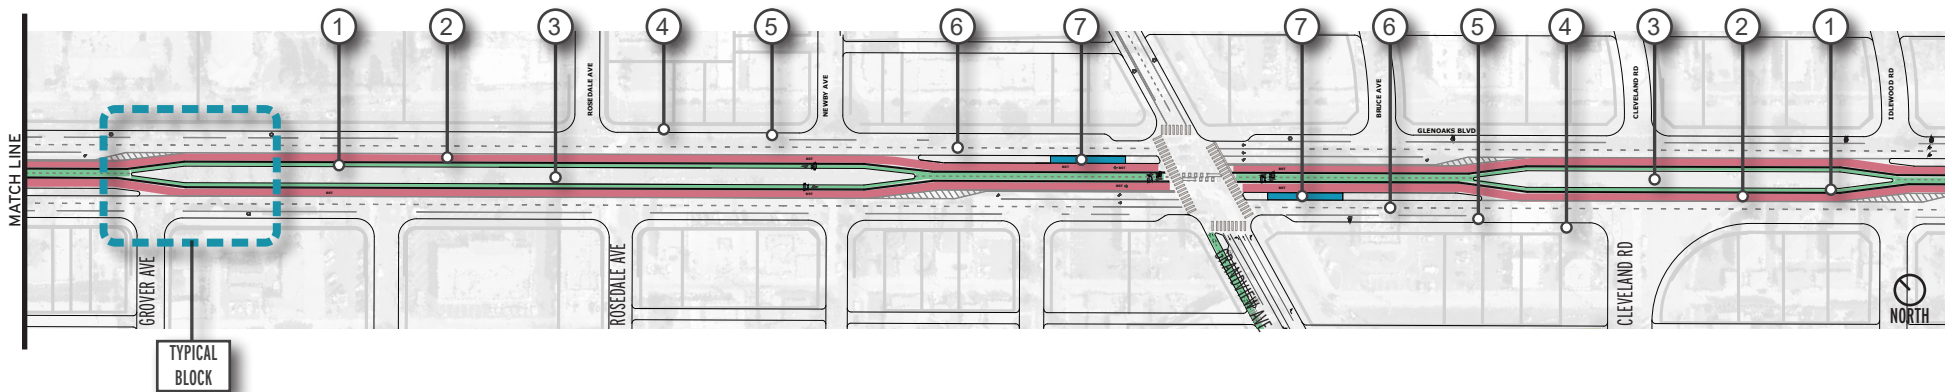 1 2 3 4 5 6 7 7 6 5 4 3 2 1
ROSEDALE AVE
NEWBY AVE
BRUCE AVE
CLEVELAND RD
IDLEWOOD RD
GLENOAKS BLVD
MATCH LINE
GROVER AVE
ROSEDALE AVE
GRANDVIEW AVE
CLEVELAND RD
NORTH
TYPICAL
BLOCK